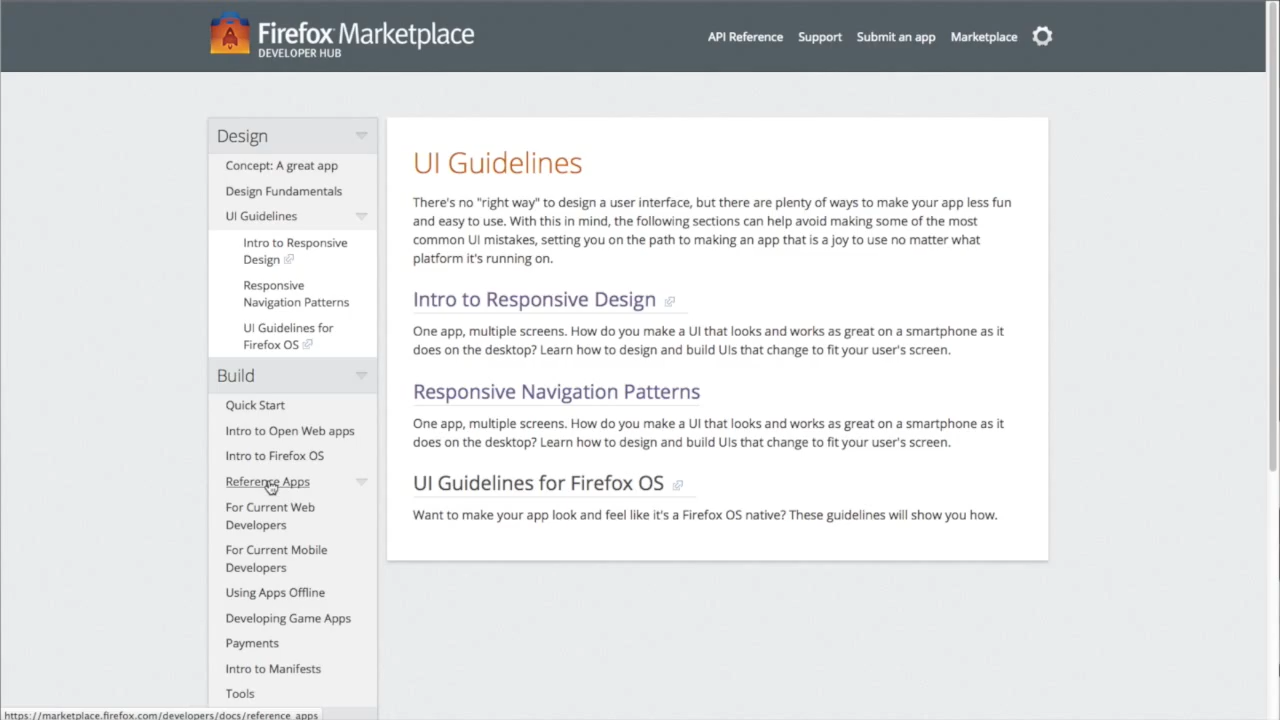 Firefox Marketplace
DEVELOPER HUB
API Reference
Support
Submit an app
Marketplace
Design
Concept: A great app
Design Fundamentals
UI Guidelines
Intro to Responsive
Design
Responsive
Navigation Patterns
UI Guidelines for
Firefox OS
Build
Quick Start
Intro to Open Web apps
Intro to Firefox OS
Reference Apps
For Current Web
Developers
For Current Mobile
Developers
Using Apps Offline
Developing Game Apps
Payments
Intro to Manifests
Tools
UI Guidelines
There's no "right way" to design a user interface, but there are plenty of ways to make your app less fun
and easy to use. With this in mind, the following sections can help avoid making some of the most
common UI mistakes, setting you on the path to making an app that is a joy to use no matter what
platform it's running on.
Intro to Responsive Design
One app, multiple screens. How do you make a UI that looks and works as great on a smartphone as it
does on the desktop? Learn how to design and build UIs that change to fit your user's screen.
Responsive Navigation Patterns
One app, multiple screens. How do you make a UI that looks and works as great on a smartphone as it
does on the desktop? Learn how to design and build UIs that change to fit your user's screen.
UI Guidelines for Firefox OS
Want to make your app look and feel like it's a Firefox OS native? These guidelines will show you how.
https://marketplace.firefox.com/developers/docs/reference_apps